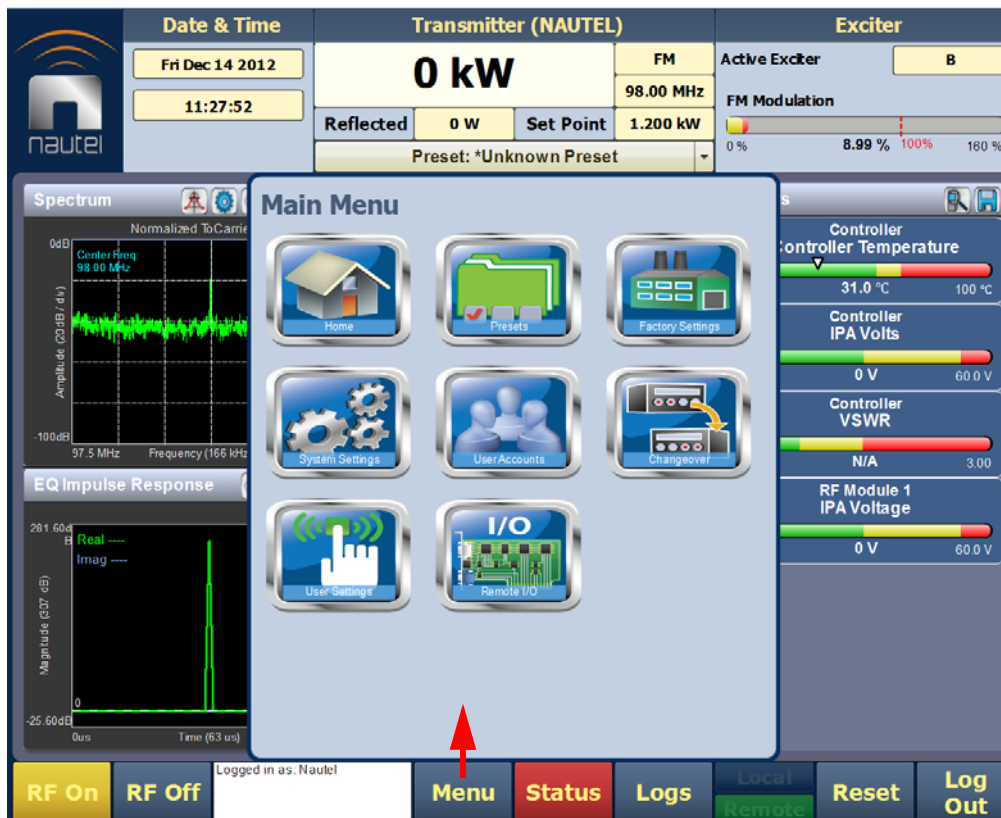 nautel
Date & Time
Fri Dec 14 2012
11:27:52
Transmitter (NAUTEL)
0 kW
FM
98.00 MHz
Reflected
0 W
Set Point
1.200 kW
Preset: *Unknown Preset
Exciter
Active Exciter
B
FM Modulation
0 %
8.99 %
100%
160 %
Spectrum
Normalized ToCarrie
0dB
Center Freq:
98.00 MHz
Amplitude (20dB / div)
-100dB
97.5 MHz
Frequency (166 kHz
EQ Impulse Response
281.60d
B
Real ----
Imag ----
Magnitude (307 dB)
0
-25.60dB
0us
Time (63 us)
Main Menu
Home
Presets
Factory Settings
System Settings
User Accounts
Changeover
User Settings
I/O
Remote I/O
s
Controller
Controller Temperature
31.0 °C
100 °C
Controller
IPA Volts
0 V
60.0 V
Controller
VSWR
N/A
3.00
RF Module 1
IPA Voltage
0 V
60.0 V
RF On
RF Off
Logged in as: Nautel
Menu
Status
Logs
Local
Remote
Reset
Log
Out